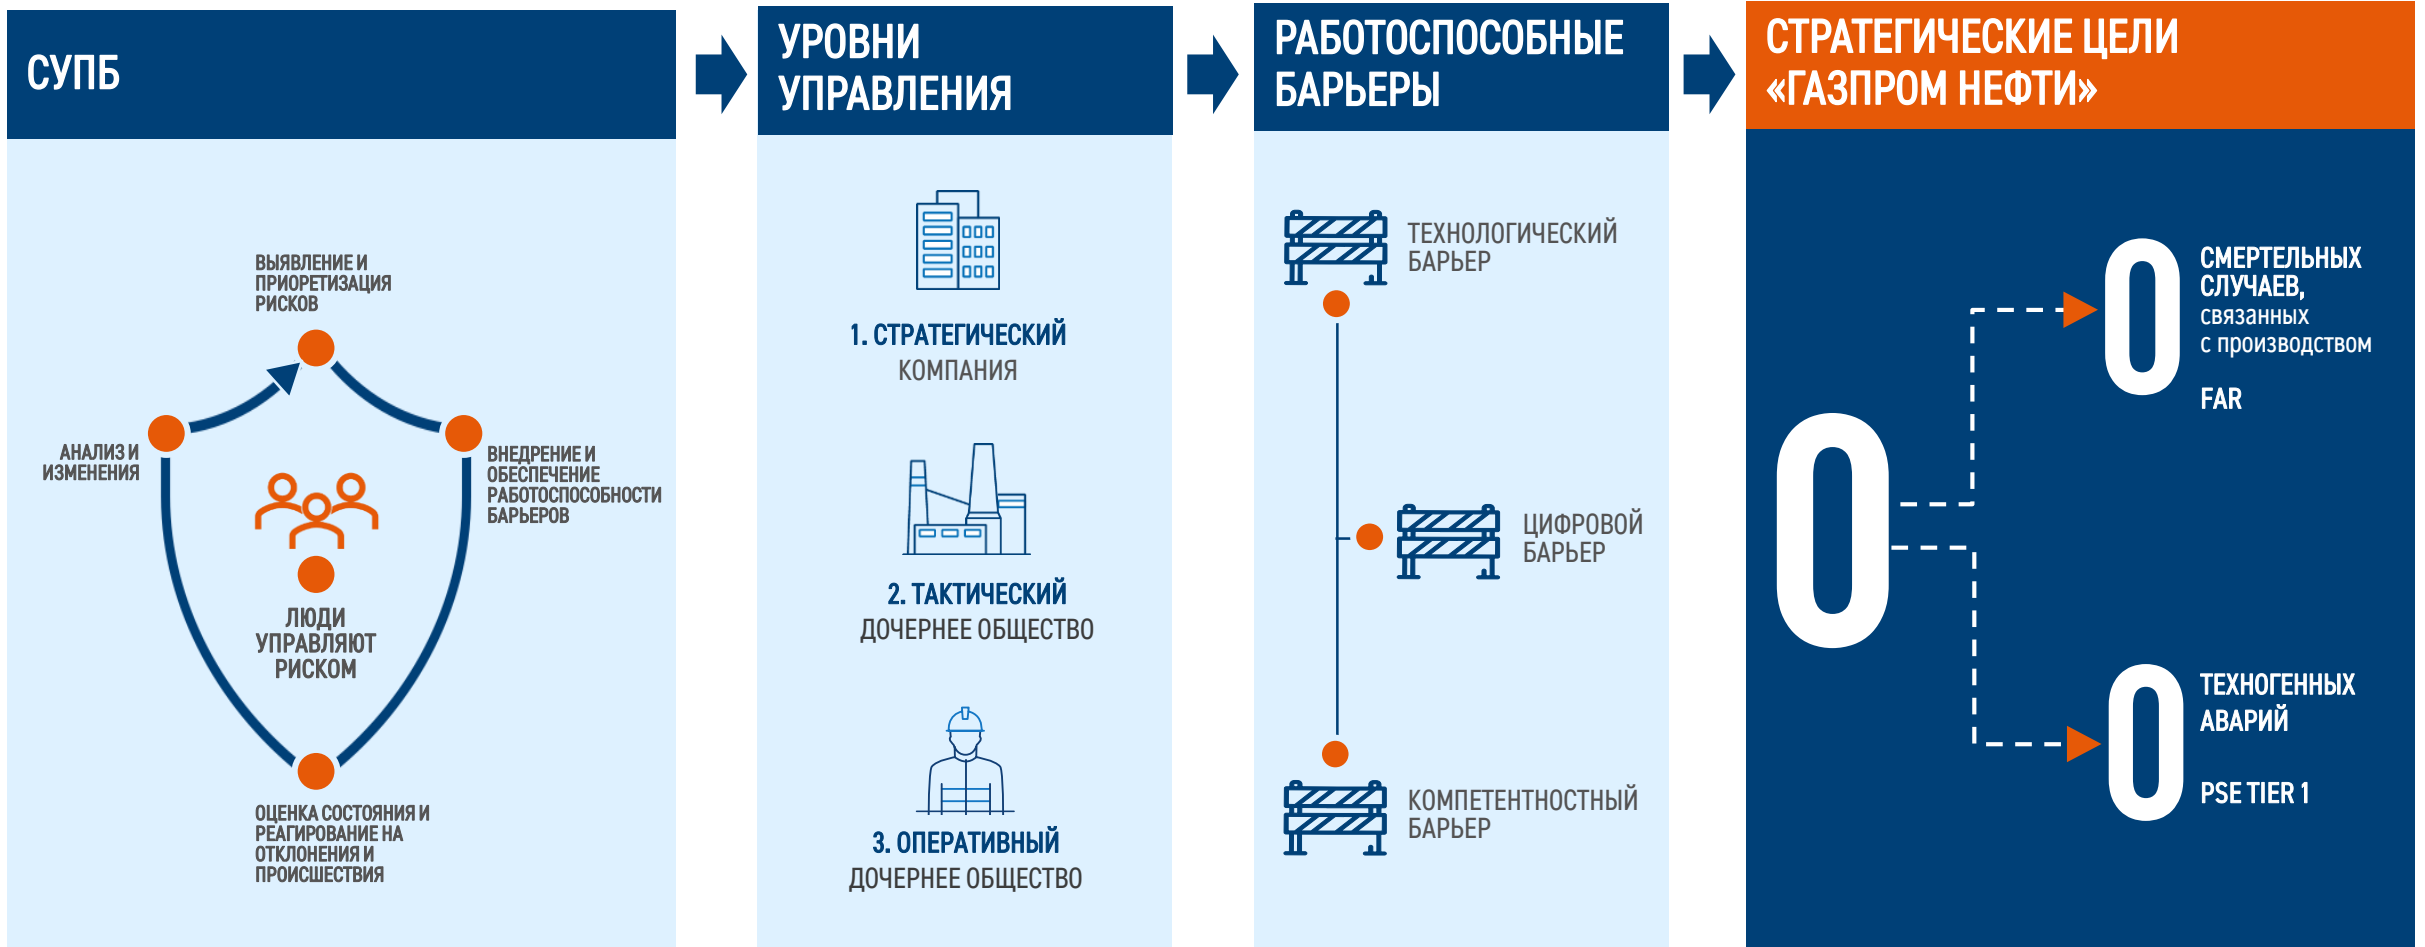 СУПБ
ВЫЯВЛЕНИЕ И
ПРИОРЕТИЗАЦИЯ
РИСКОВ
АНАЛИЗ И
ИЗМЕНЕНИЯ
ВНЕДРЕНИЕ И
ОБЕСПЕЧЕНИЕ
РАБОТОСПОСОБНОСТИ
БАРЬЕРОВ
ЛЮДИ
УПРАВЛЯЮТ
РИСКОМ
ОЦЕНКА СОСТОЯНИЯ И
РЕАГИРОВАНИЕ НА
ОТКЛОНЕНИЯ И
ПРОИСШЕСТВИЯ
УРОВНИ
УПРАВЛЕНИЯ
1. СТРАТЕГИЧЕСКИЙ
КОМПАНИЯ
2. ТАКТИЧЕСКИЙ
ДОЧЕРНЕЕ ОБЩЕСТВО
3. ОПЕРАТИВНЫЙ
ДОЧЕРНЕЕ ОБЩЕСТВО
РАБОТОСПОСОБНЫЕ
БАРЬЕРЫ
ТЕХНОЛОГИЧЕСКИЙ
БАРЬЕР
ЦИФРОВОЙ
БАРЬЕР
КОМПЕТЕНТНОСТНЫЙ
БАРЬЕР
СТРАТЕГИЧЕСКИЕ ЦЕЛИ
«ГАЗПРОМ НЕФТИ»
0
0
СМЕРТЕЛЬНЫХ
СЛУЧАЕВ,
связанных
с производством
FAR
0
ТЕХНОГЕННЫХ
АВАРИЙ
PSE TIER 1